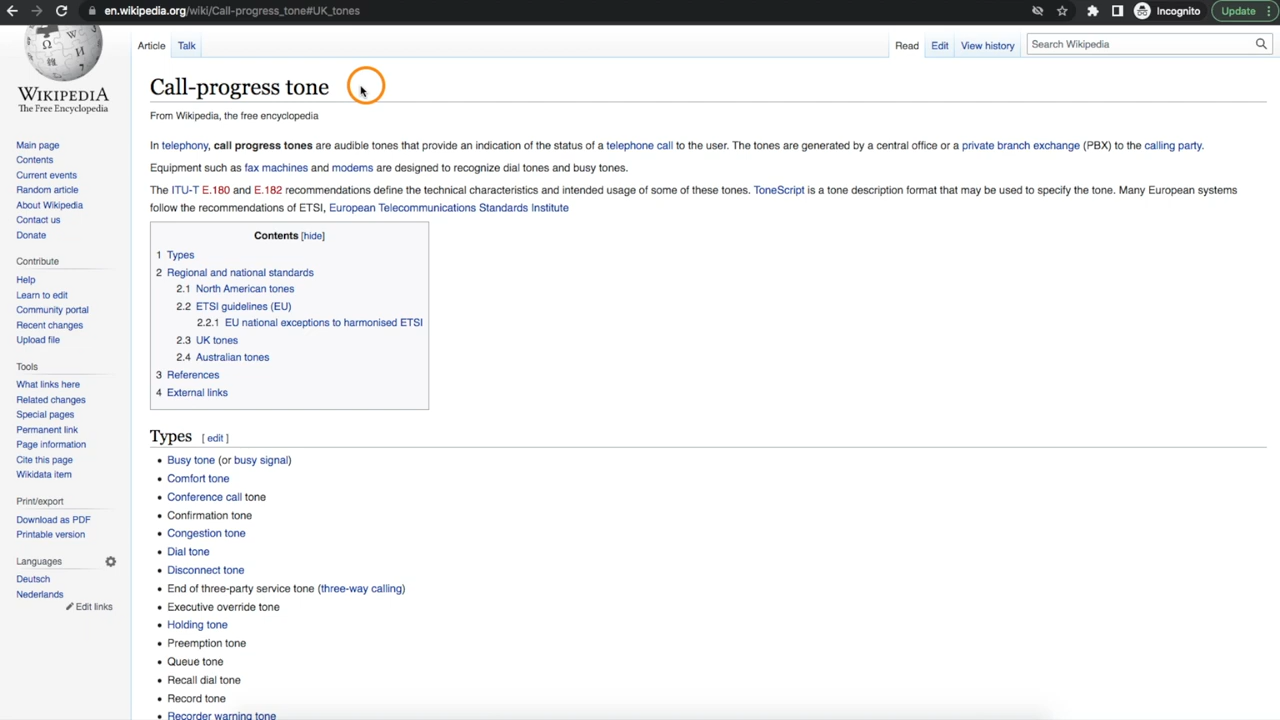 en.wikipedia.org/wiki/Call-progress_tone#UK_tones
Incognito
Update
WIKIPEDIA
The Free Encyclopedia
Main page
Contents
Current events
Random article
About Wikipedia
Contact us
Donate
Contribute
Help
Learn to edit
Community portal
Recent changes
Upload file
Tools
What links here
Related changes
Special pages
Permanent link
Page information
Cite this page
Wikidata item
Print/export
Download as PDF
Printable version
Languages
Deutsch
Nederlands
Edit links
Article Talk
Read Edit View history
Search Wikipedia
Call-progress tone
From Wikipedia, the free encyclopedia
In telephony, call progress tones are audible tones that provide an indication of the status of a telephone call to the user. The tones are generated by a central office or a private branch exchange (PBX) to the calling party.
Equipment such as fax machines and modems are designed to recognize dial tones and busy tones.
The ITU-T E.180 and E.182 recommendations define the technical characteristics and intended usage of some of these tones. ToneScript is a tone description format that may be used to specify the tone. Many European systems
follow the recommendations of ETSI, European Telecommunications Standards Institute
Contents [hide]
1 Types
2 Regional and national standards
2.1 North American tones
2.2 ETSI guidelines (EU)
2.2.1 EU national exceptions to harmonised ETSI
2.3 UK tones
2.4 Australian tones
3 References
4 External links
Types [ edit ]
• Busy tone (or busy signal)
• Comfort tone
• Conference call tone
• Confirmation tone
• Congestion tone
• Dial tone
• Disconnect tone
• End of three-party service tone (three-way calling)
• Executive override tone
• Holding tone
• Preemption tone
• Queue tone
• Recall dial tone
• Record tone
• Recorder warning tone